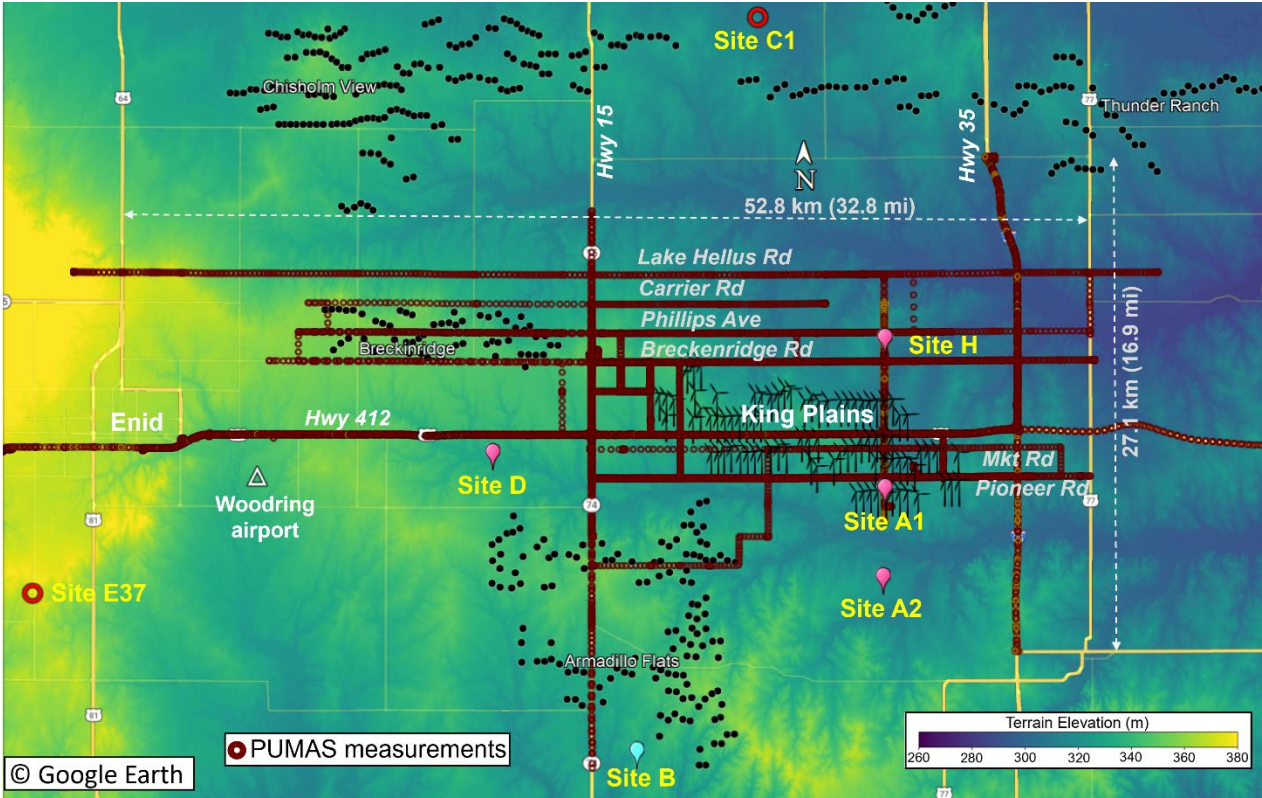 Site C1
Chisholm View
64
77
Thunder Ranch
Hwy 15
Hwy 35
N
52.8 km (32.8 mi)
27.1 km (16.9 mi)
Lake Hellus Rd
Carrier Rd
Phillips Ave
Breckenridge Rd
Breckinridge
Site H
Enid
Hwy 412
King Plains
Mkt Rd
Pioneer Rd
Site D
Woodring
airport
Site A1
74
77
81
Site E37
Site A2
Armadillo Flats
81
PUMAS measurements
Site B
© Google Earth
Terrain Elevation (m)
260 280 300 320 340 360 380
77